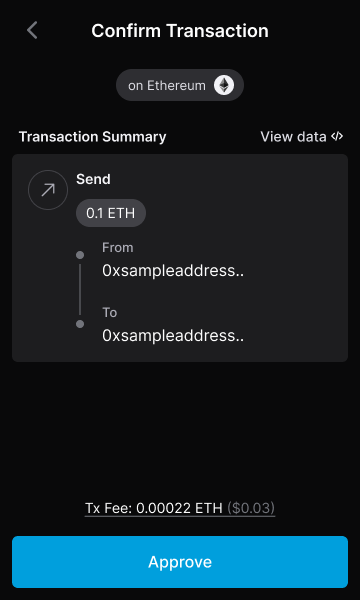 Confirm Transaction
on Ethereum
Transaction Summary View data </>
Send
0.1 ETH
From
0xsampleaddress..
To
0xsampleaddress..
Tx Fee: 0.00022 ETH ($0.03)
Approve